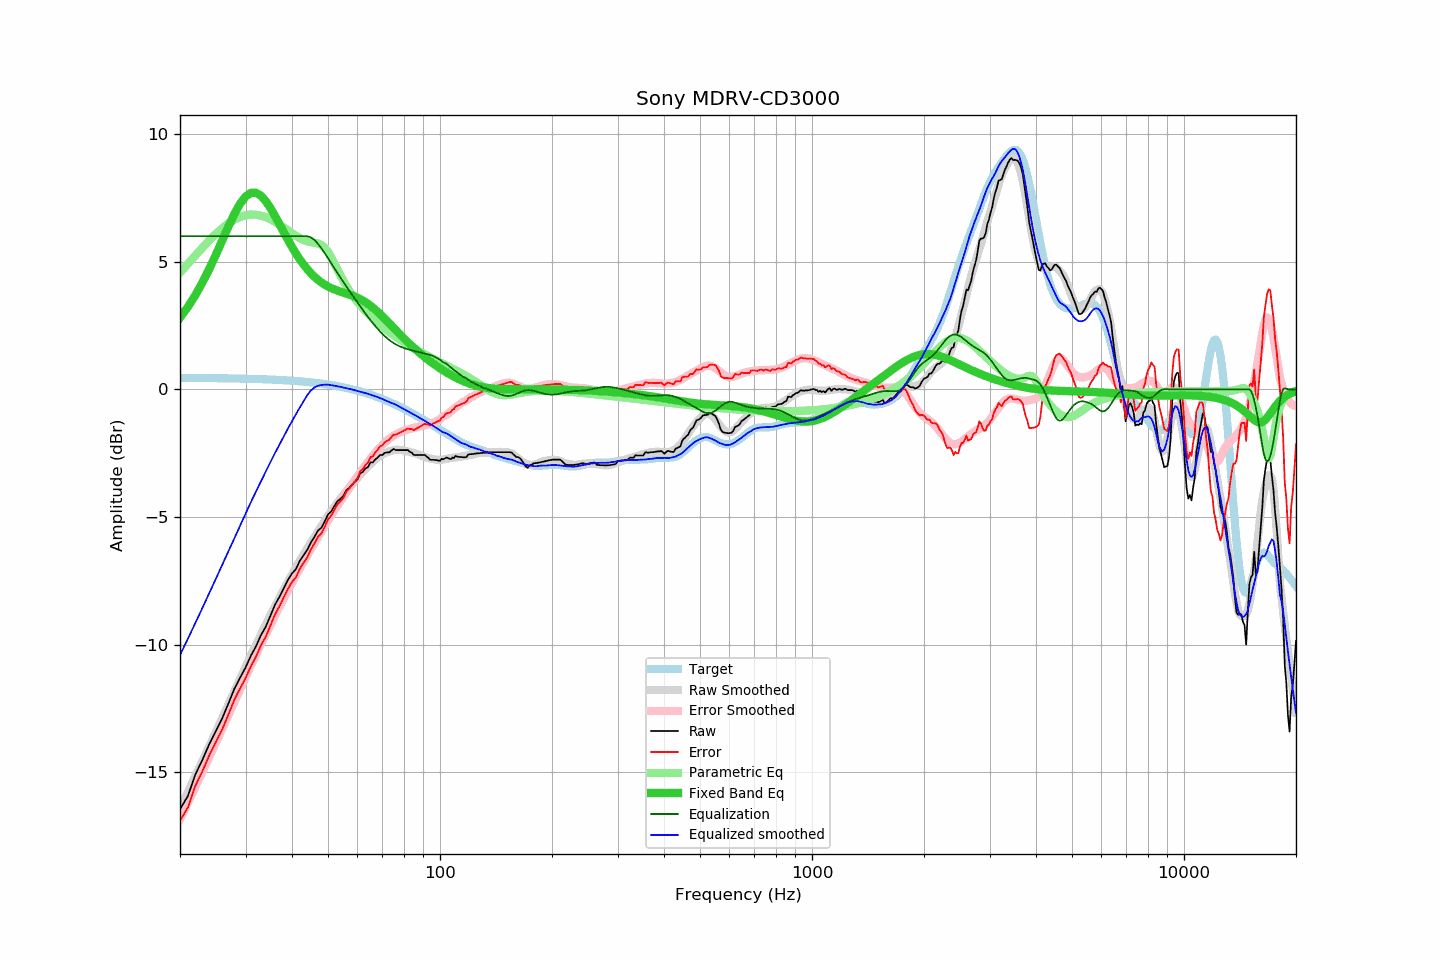 Sony MDRV-CD3000
Amplitude (dBr)
10
5
0
−5
−10
−15
100
1000
10000
Frequency (Hz)
Target
Raw Smoothed
Error Smoothed
Raw
Error
Parametric Eq
Fixed Band Eq
Equalization
Equalized smoothed